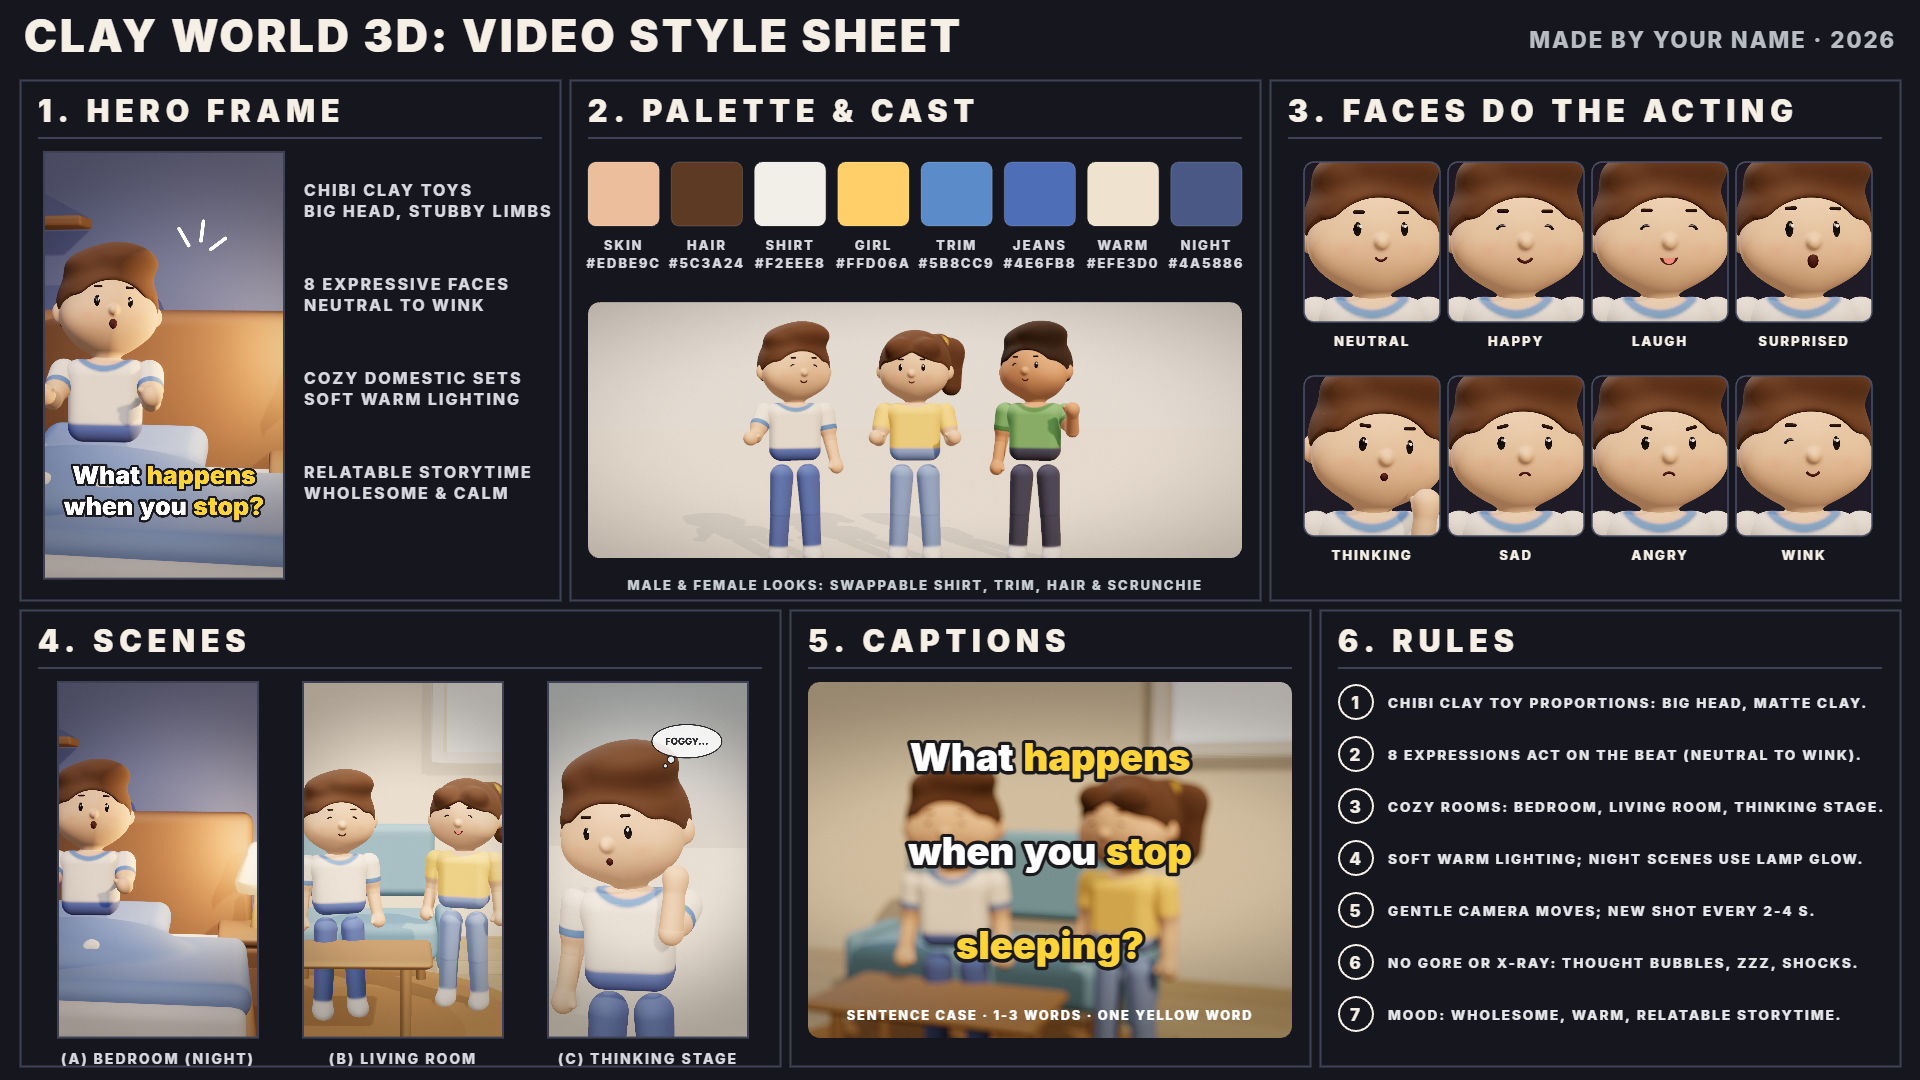 CLAY WORLD 3D: VIDEO STYLE SHEET
MADE BY YOUR NAME · 2026
1. HERO FRAME
What happens
when you stop?
CHIBI CLAY TOYS
BIG HEAD, STUBBY LIMBS
8 EXPRESSIVE FACES
NEUTRAL TO WINK
COZY DOMESTIC SETS
SOFT WARM LIGHTING
RELATABLE STORYTIME
WHOLESOME & CALM
2. PALETTE & CAST
SKIN HAIR SHIRT GIRL TRIM JEANS WARM NIGHT
#EDBE9C #5C3A24 #F2EEE8 #FFD06A #5B8CC9 #4E6FB8 #EFE3D0 #4A5886
MALE & FEMALE LOOKS: SWAPPABLE SHIRT, TRIM, HAIR & SCRUNCHIE
3. FACES DO THE ACTING
NEUTRAL HAPPY LAUGH SURPRISED
THINKING SAD ANGRY WINK
4. SCENES
FOGGY...
(A) BEDROOM (NIGHT) (B) LIVING ROOM (C) THINKING STAGE
5. CAPTIONS
What happens
when you stop
sleeping?
SENTENCE CASE · 1-3 WORDS · ONE YELLOW WORD
6. RULES
1 CHIBI CLAY TOY PROPORTIONS: BIG HEAD, MATTE CLAY.
2 8 EXPRESSIONS ACT ON THE BEAT (NEUTRAL TO WINK).
3 COZY ROOMS: BEDROOM, LIVING ROOM, THINKING STAGE.
4 SOFT WARM LIGHTING; NIGHT SCENES USE LAMP GLOW.
5 GENTLE CAMERA MOVES; NEW SHOT EVERY 2-4 S.
6 NO GORE OR X-RAY: THOUGHT BUBBLES, ZZZ, SHOCKS.
7 MOOD: WHOLESOME, WARM, RELATABLE STORYTIME.